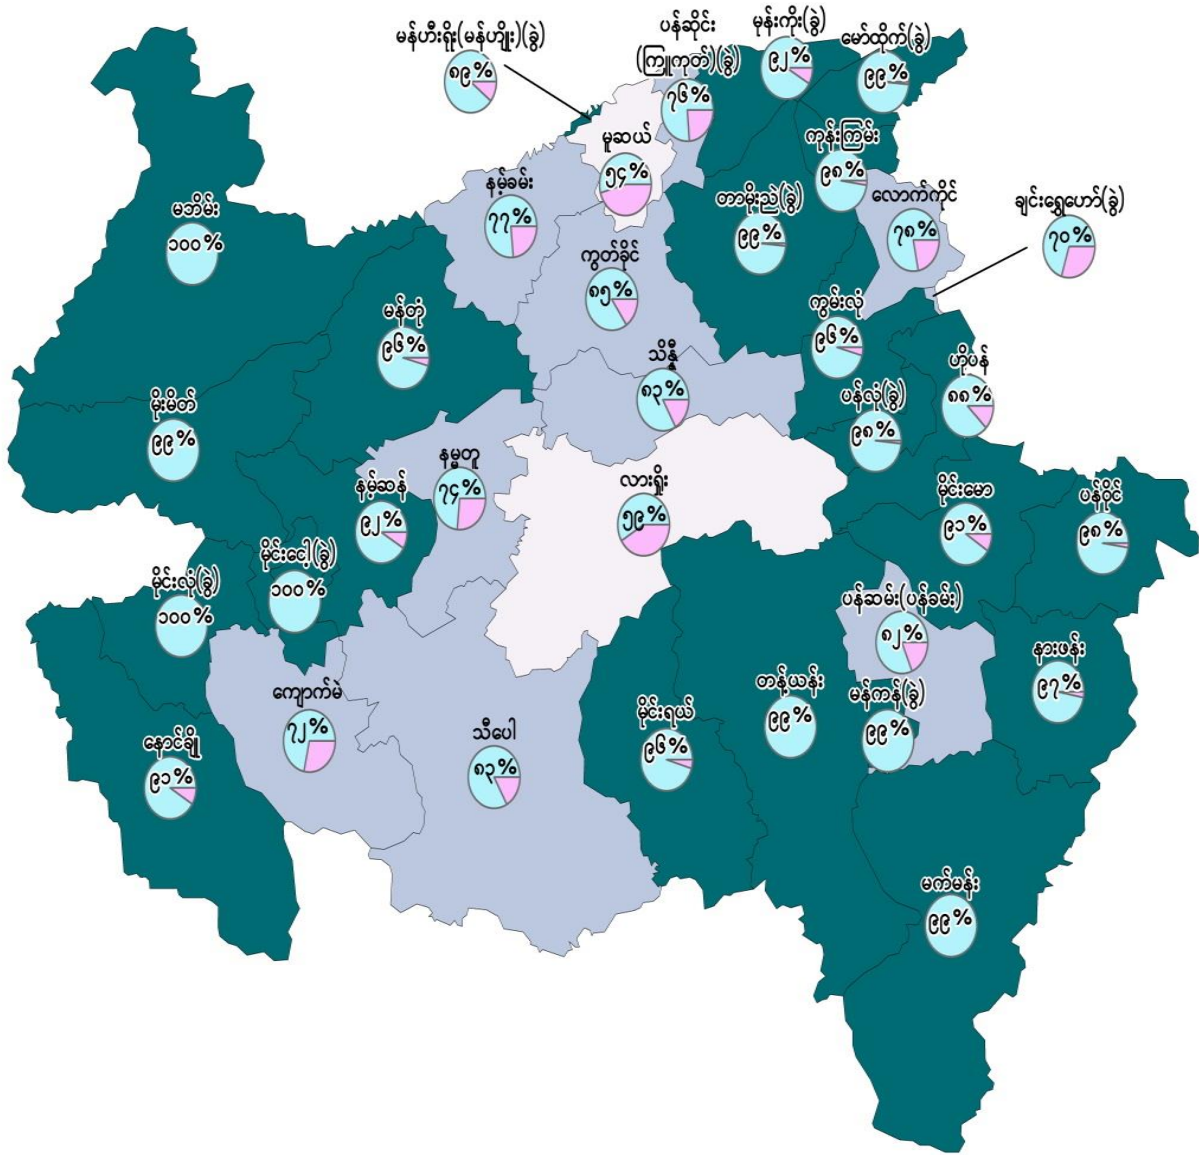 မန်ဟီးရိုး(မန်ဟျိုး)(ခွဲ)
၈၉%
ပန်ဆိုင်း
(ကြူကုတ်)(ခွဲ)
၇၆%
မုန်းကိုး(ခွဲ)
၉၂%
မော်ထိုက်(ခွဲ)
၉၉%
မူဆယ်
၅၄%
ကုန်းကြမ်း
၉၈%
နမ့်ခမ်း
၇၇%
တာမိုးညဲ(ခွဲ)
၉၉%
လောက်ကိုင်
၇၈%
ချင်းရွှေဟော်(ခွဲ)
၇၀%
မဘိမ်း
၁၀၀%
ကွတ်ခိုင်
၈၅%
မန်တုံ
၉၆%
ကွမ်းလုံ
၉၆%
သိန္နီ
၈၃%
ဟိုပန်
၈၈%
ပန်လုံ(ခွဲ)
၉၈%
မိုးမိတ်
၉၉%
နမ္မတူ
၇၄%
နမ့်ဆန်
၉၂%
လားရှိုး
၅၉%
မိုင်းမော
၉၁%
ပန်ဝိုင်
၉၈%
မိုင်းငေါ့(ခွဲ)
၁၀၀%
မိုင်းလုံ(ခွဲ)
၁၀၀%
ပန်ဆမ်း(ပန်ခမ်း)
၈၂%
နားဖန်း
၉၇%
ကျောက်မဲ
၇၂%
တန့်ယန်း
၉၉%
မန်ကန်(ခွဲ)
၉၉%
မိုင်းရယ်
၉၆%
သီပေါ
၈၃%
နောင်ချို
၉၁%
မက်မန်း
၉၉%